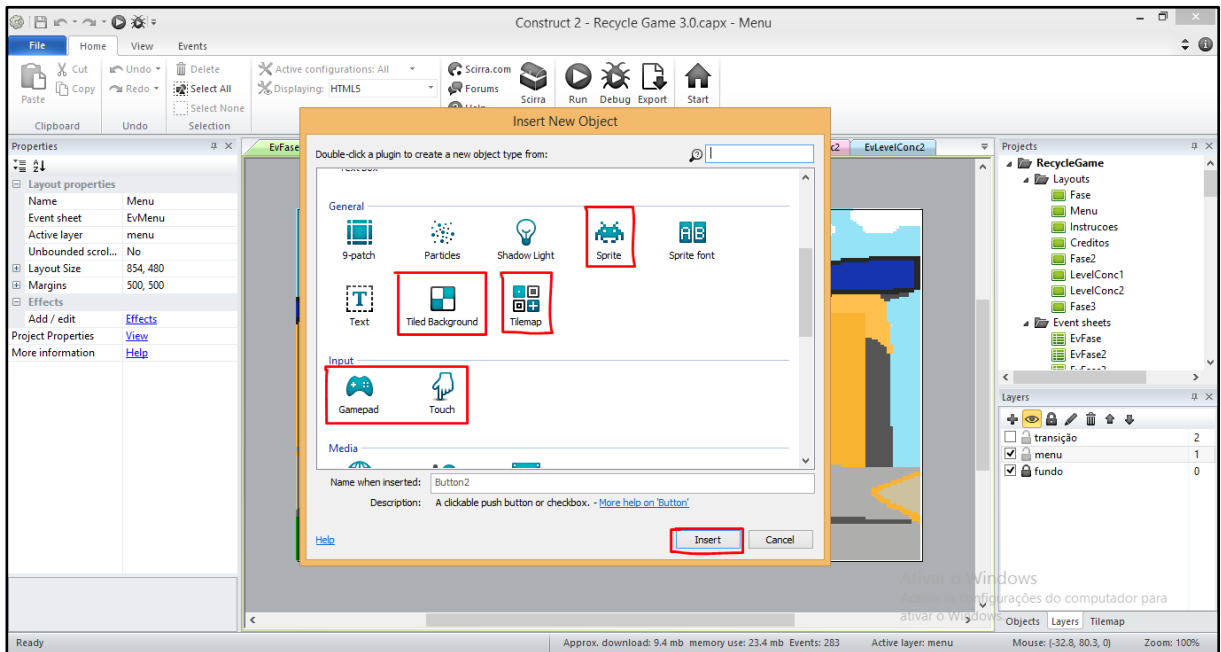 Construct 2 - Recycle Game 3.0.capx - Menu
File Home View Events
Paste
Cut
Copy
Clipboard
Undo
Redo
Undo
Delete
Select All
Select None
Selection
Active configurations: All
Displaying: HTML5
Scirra.com
Forums
Help
Scirra
Run
Debug
Export
Start
Properties
Layout properties
Name Menu
Event sheet EvMenu
Active layer menu
Unbounded scrol... No
Layout Size 854, 480
Margins 500, 500
Effects
Add / edit Effects
Project Properties View
More information Help
EvFase
EvLevelConc2
Insert New Object
Double-click a plugin to create a new object type from:
Text Box
General
9-patch Particles Shadow Light Sprite Sprite font
Text Tiled Background Tilemap
Input
Gamepad Touch
Media
Name when inserted: Button2
Description: A clickable push button or checkbox. - More help on 'Button'
Help
Insert
Cancel
Projects
RecycleGame
Layouts
Fase
Menu
Instrucoes
Creditos
Fase2
LevelConc1
LevelConc2
Fase3
Event sheets
EvFase
EvFase2
Layers
transição 2
menu 1
fundo 0
Ativar o Windows
configurações do computador para
ativar o Windows.
Objects Layers Tilemap
Ready
Approx. download: 9.4 mb memory use: 23.4 mb Events: 283 Active layer: menu Mouse: (-32.8, 80.3, 0) Zoom: 100%